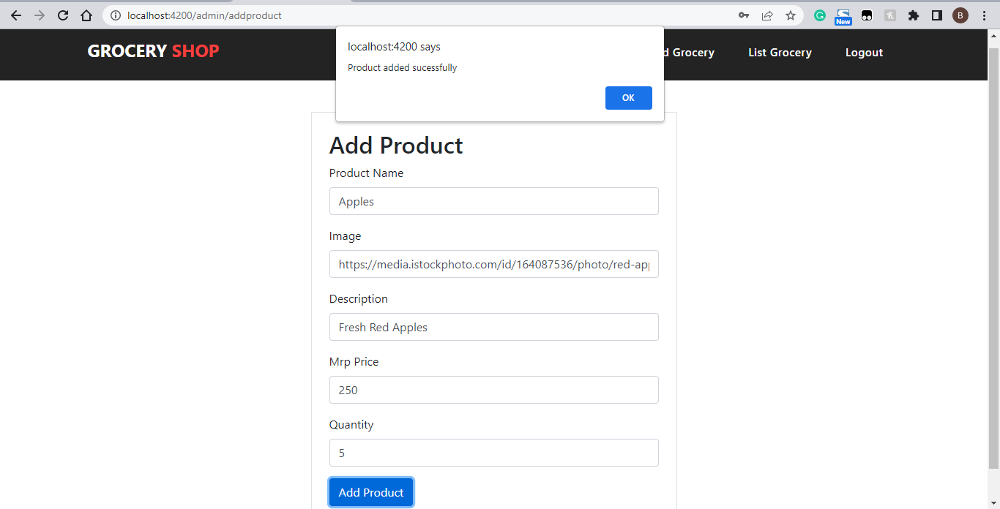 localhost:4200/admin/addproduct
New
B
GROCERY SHOP
d Grocery
List Grocery
Logout
localhost:4200 says
Product added sucessfully
OK
Add Product
Product Name
Apples
Image
https://media.istockphoto.com/id/164087536/photo/red-app
Description
Fresh Red Apples
Mrp Price
250
Quantity
5
Add Product